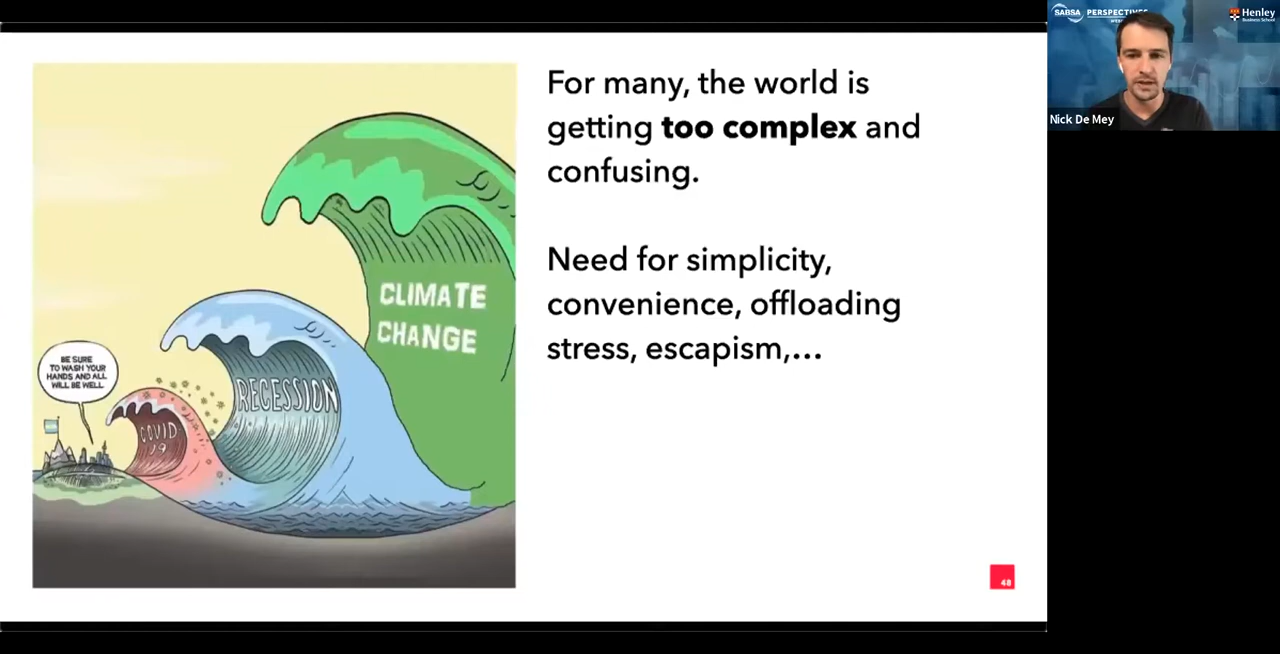 For many, the world is
getting too complex and
confusing.
Need for simplicity,
convenience, offloading
stress, escapism,...
CLIMATE
CHANGE
RECESSION
COVID
19
BE SURE
TO WASH YOUR
HANDS AND ALL
WILL BE WELL
48
SABSA
PERSPECTIVES
Henley
Business School
Nick De Mey